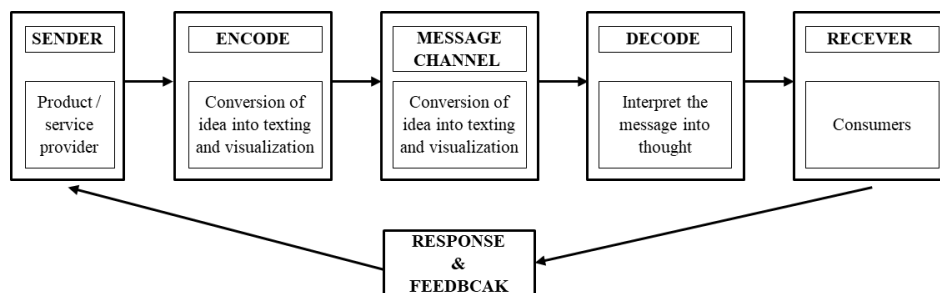 SENDER
Product /
service
provider
ENCODE
Conversion of
idea into texting
and visualization
MESSAGE
CHANNEL
Conversion of
idea into texting
and visualization
DECODE
Interpret the
message into
thought
RECEVER
Consumers
RESPONSE
&
FEEDBCAK